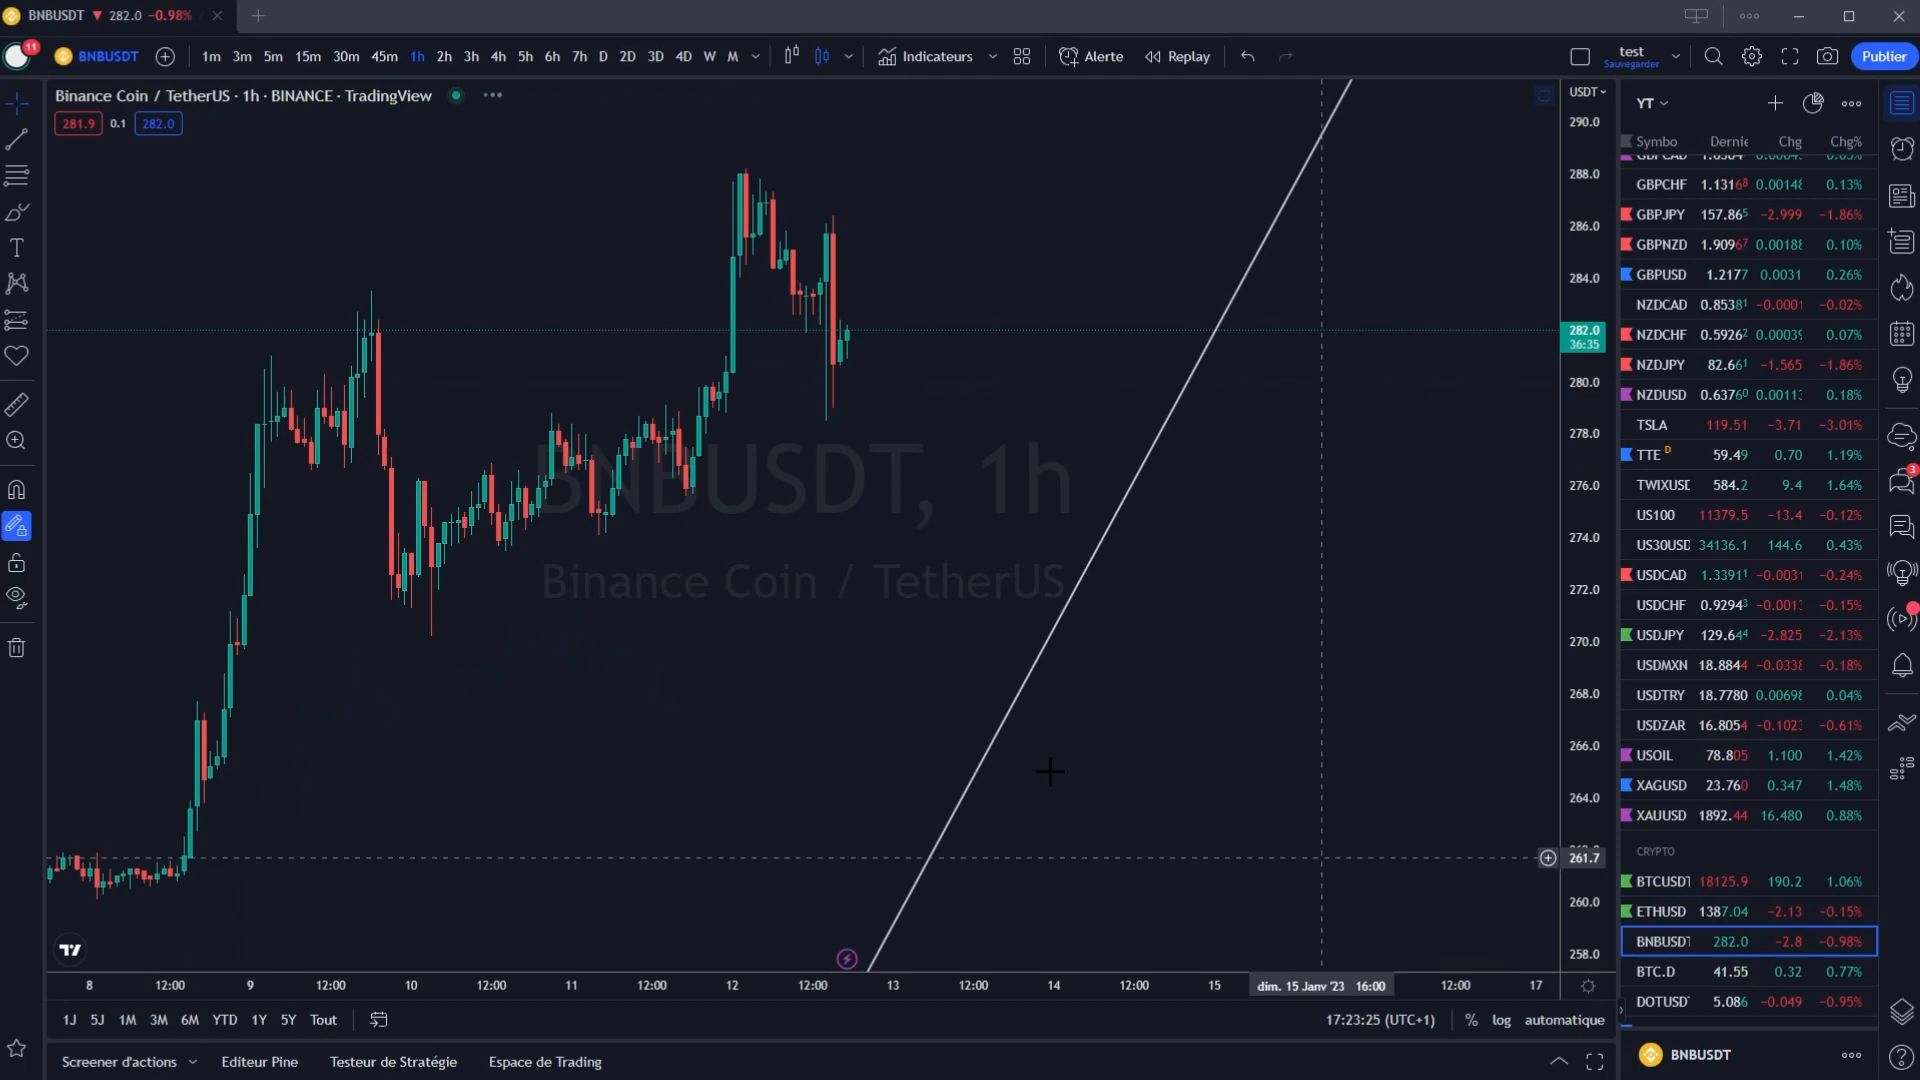 BNBUSDT ▼ 282.0 −0.98%
11
BNBUSDT 1m 3m 5m 15m 30m 45m 1h 2h 3h 4h 5h 6h 7h D 2D 3D 4D W M Indicateurs Alerte Replay test Sauvegarder Publier
Binance Coin / TetherUS · 1h · BINANCE · TradingView
281.9 0.1 282.0
BNBUSDT, 1h
Binance Coin / TetherUS
USDT
290.0
288.0
286.0
284.0
282.0
36:35
280.0
278.0
276.0
274.0
272.0
270.0
268.0
266.0
264.0
261.7
260.0
258.0
8 12:00 9 12:00 10 12:00 11 12:00 12 12:00 13 12:00 14 12:00 15 dim. 15 Janv '23 16:00 12:00 17
1J 5J 1M 3M 6M YTD 1Y 5Y Tout
17:23:25 (UTC+1) % log automatique
Screener d'actions Editeur Pine Testeur de Stratégie Espace de Trading
YT
Symbo Dernie Chg Chg%
GBPCHF 1.1316⁸ 0.00148 0.13%
GBPJPY 157.86⁵ −2.999 −1.86%
GBPNZD 1.9096⁷ 0.00188 0.10%
GBPUSD 1.2177 0.0031 0.26%
NZDCAD 0.8538¹ −0.0001 −0.02%
NZDCHF 0.5926² 0.00039 0.07%
NZDJPY 82.66¹ −1.565 −1.86%
NZDUSD 0.6376⁰ 0.00113 0.18%
TSLA 119.51 −3.71 −3.01%
TTE D 59.49 0.70 1.19%
TWIXUSD 584.2 9.4 1.64%
US100 11379.5 −13.4 −0.12%
US30USD 34136.1 144.6 0.43%
USDCAD 1.3391¹ −0.0031 −0.24%
USDCHF 0.9294³ −0.0013 −0.15%
USDJPY 129.6⁴⁴ −2.825 −2.13%
USDMXN 18.8844 −0.0338 −0.18%
USDTRY 18.7780 0.00698 0.04%
USDZAR 16.8054 −0.1023 −0.61%
USOIL 78.805 1.100 1.42%
XAGUSD 23.760 0.347 1.48%
XAUUSD 1892.44 16.480 0.88%
CRYPTO
BTCUSDT 18125.9 190.2 1.06%
ETHUSD 1387.04 −2.13 −0.15%
BNBUSDT 282.0 −2.8 −0.98%
BTC.D 41.55 0.32 0.77%
DOTUSDT 5.086 −0.049 −0.95%
BNBUSDT
3